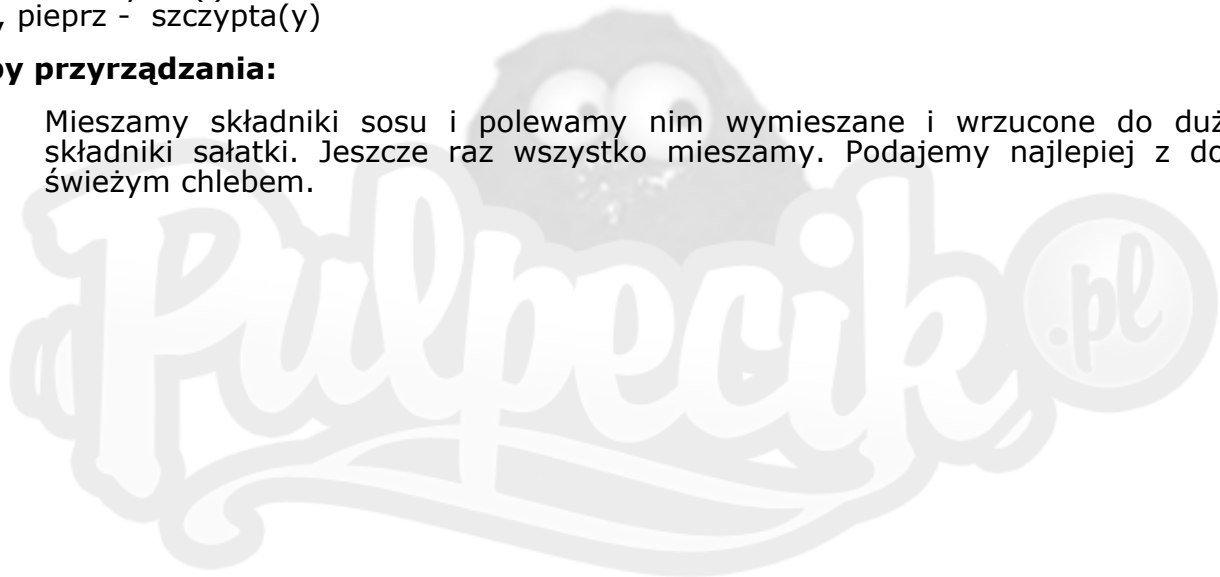 , pieprz - szczypta(y)
by przyrządzania:
Mieszamy składniki sosu i polewamy nim wymieszane i wrzucone do duż
składniki sałatki. Jeszcze raz wszystko mieszamy. Podajemy najlepiej z do
świeżym chlebem.
Pulpecik .pl